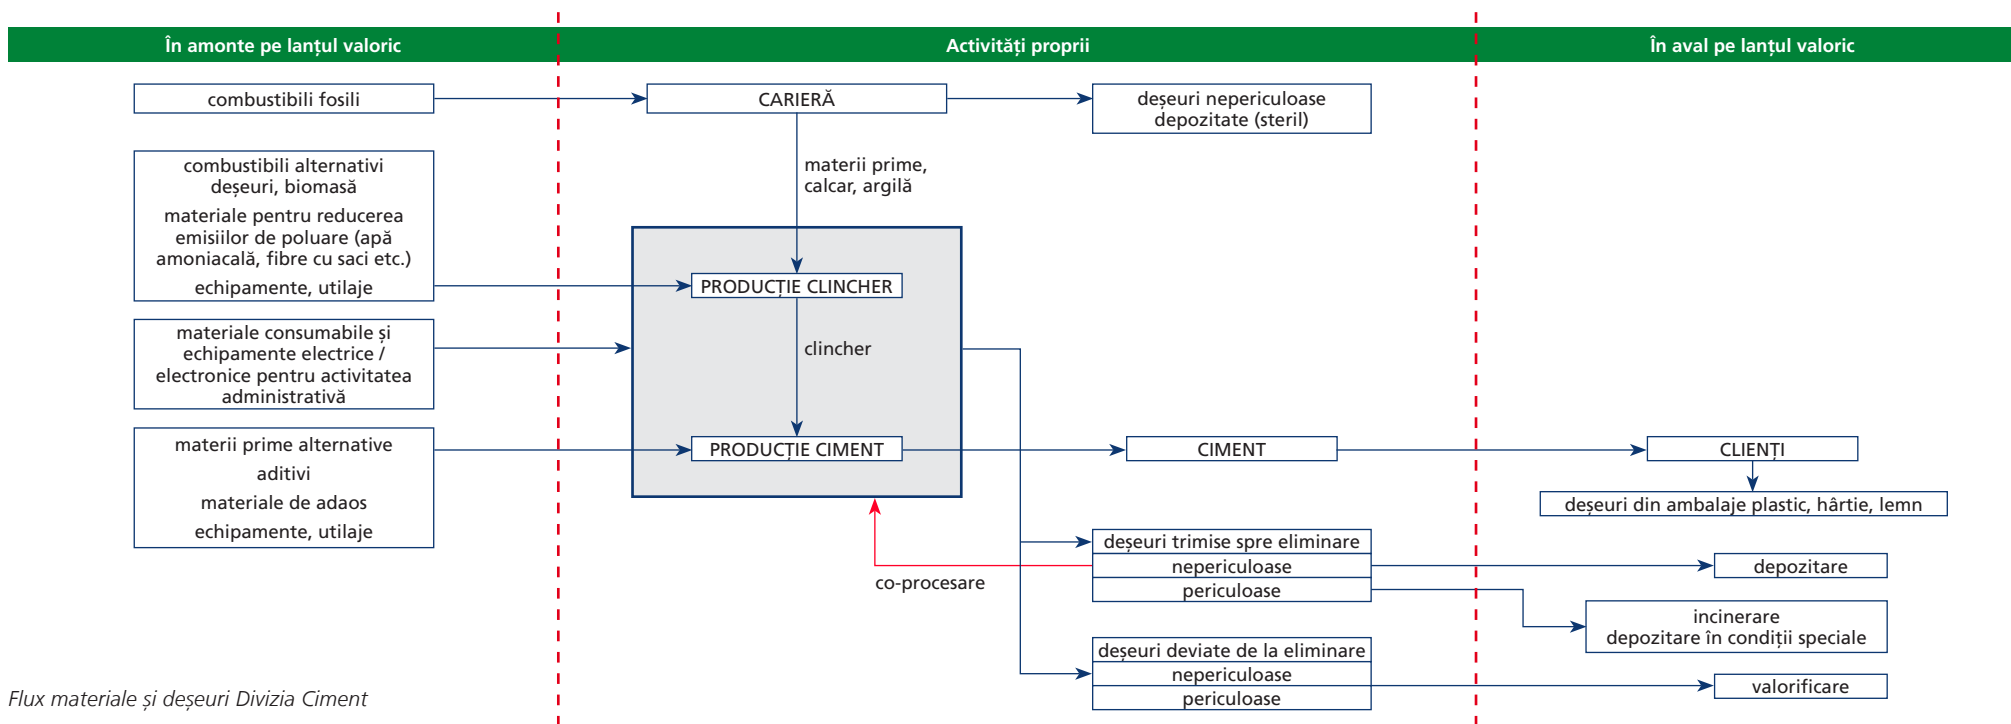 În amonte pe lanțul valoric
Activități proprii
În aval pe lanțul valoric
combustibili fosili
CARIERĂ
deșeuri nepericuloase
depozitate (steril)
combustibili alternativi
deșeuri, biomasă
materiale pentru reducerea
emisiilor de poluare (apă
amoniacală, fibre cu saci etc.)
echipamente, utilaje
materii prime,
calcar, argilă
PRODUCȚIE CLINCHER
materiale consumabile și
echipamente electrice /
electronice pentru activitatea
administrativă
clincher
materii prime alternative
aditivi
materiale de adaos
echipamente, utilaje
PRODUCȚIE CIMENT
CIMENT
CLIENȚI
deșeuri din ambalaje plastic, hârtie, lemn
deșeuri trimise spre eliminare
nepericuloase
periculoase
co-procesare
depozitare
incinerare
depozitare în condiții speciale
deșeuri deviate de la eliminare
nepericuloase
periculoase
valorificare
Flux materiale și deșeuri Divizia Ciment